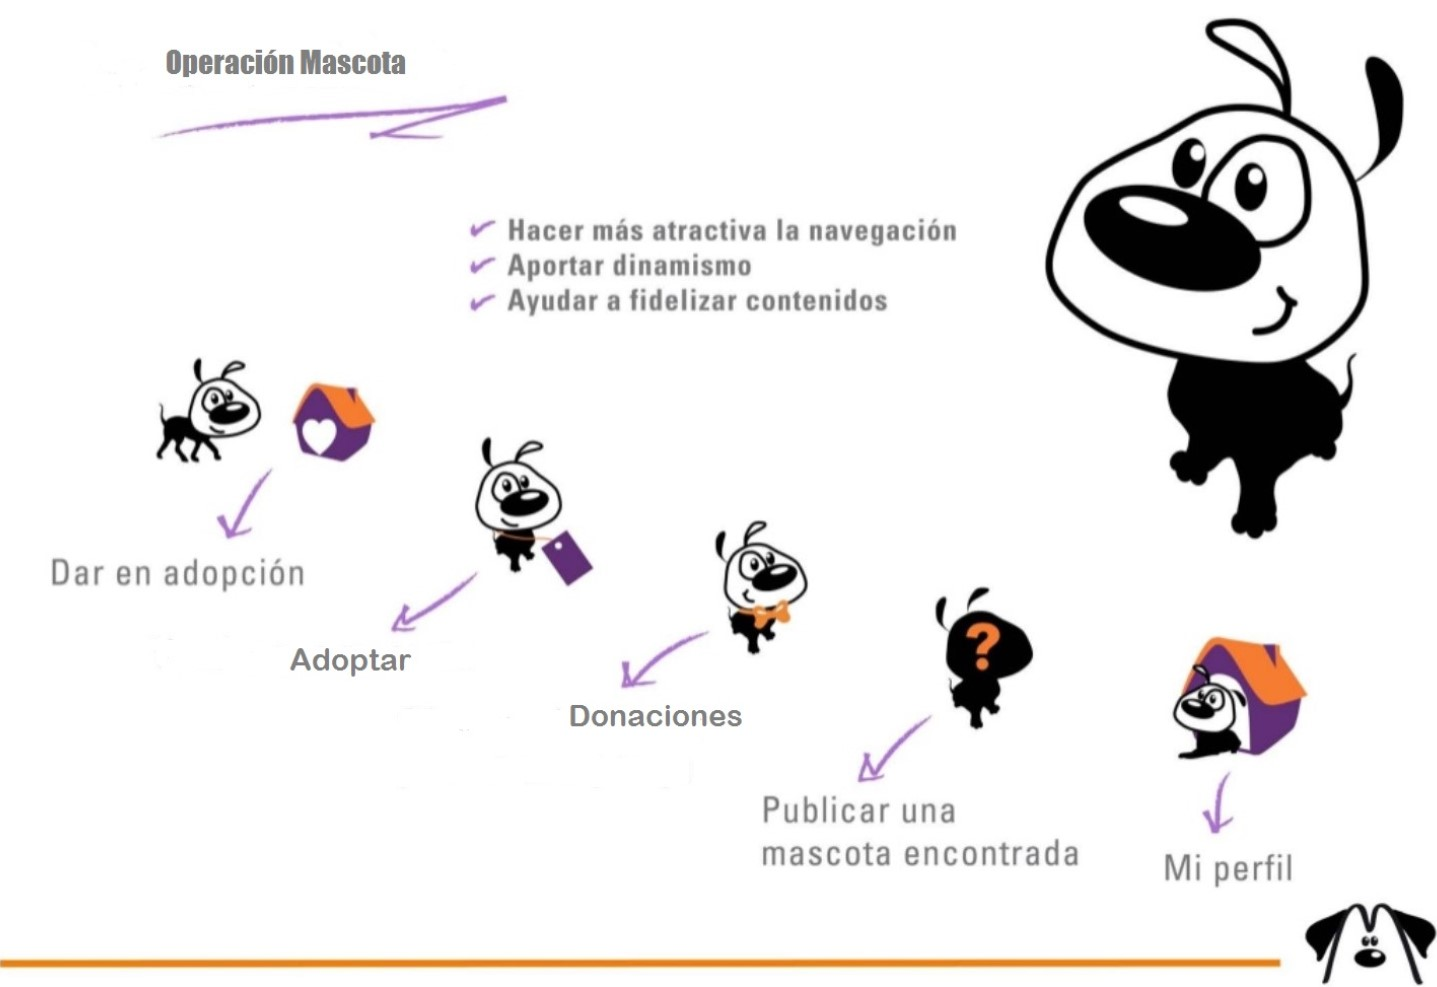 Operación Mascota
Hacer más atractiva la navegación
Aportar dinamismo
Ayudar a fidelizar contenidos
Dar en adopción
Adoptar
Donaciones
?
Publicar una
mascota encontrada
Mi perfil